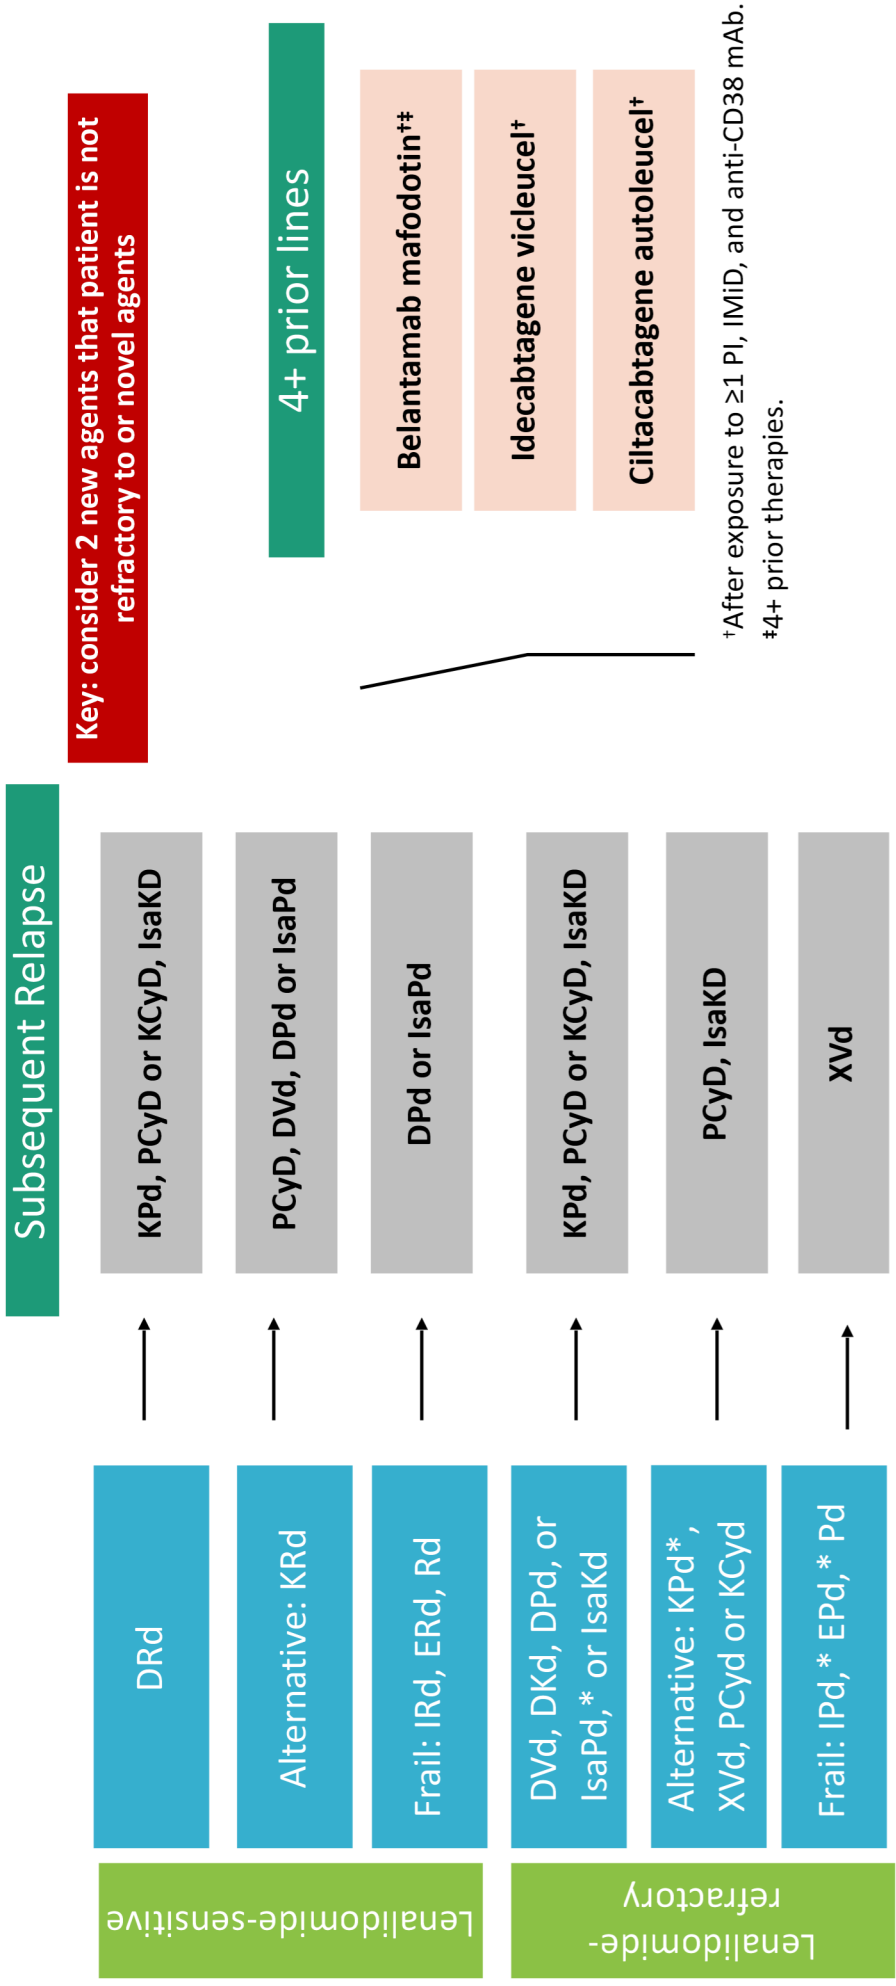 Subsequent Relapse
Key: consider 2 new agents that patient is not
refractory to or novel agents
4+ prior lines
Lenalidomide-sensitive
DRd
KPd, PCyD or KCyD, IsaKD
Alternative: KRd
PCyD, DVd, DPd or IsaPd
Frail: IRd, ERd, Rd
DPd or IsaPd
Lenalidomide-
refractory
DVd, DKd, DPd, or
IsaPd,* or IsaKd
KPd, PCyD or KCyD, IsaKD
Alternative: KPd*,
XVd, PCyd or KCyd
PCyD, IsaKD
Frail: IPd,* EPd,* Pd
XVd
Belantamab mafodotin†‡
Idecabtagene vicleucel†
Ciltacabtagene autoleucel†
†After exposure to ≥1 PI, IMiD, and anti-CD38 mAb.
‡4+ prior therapies.